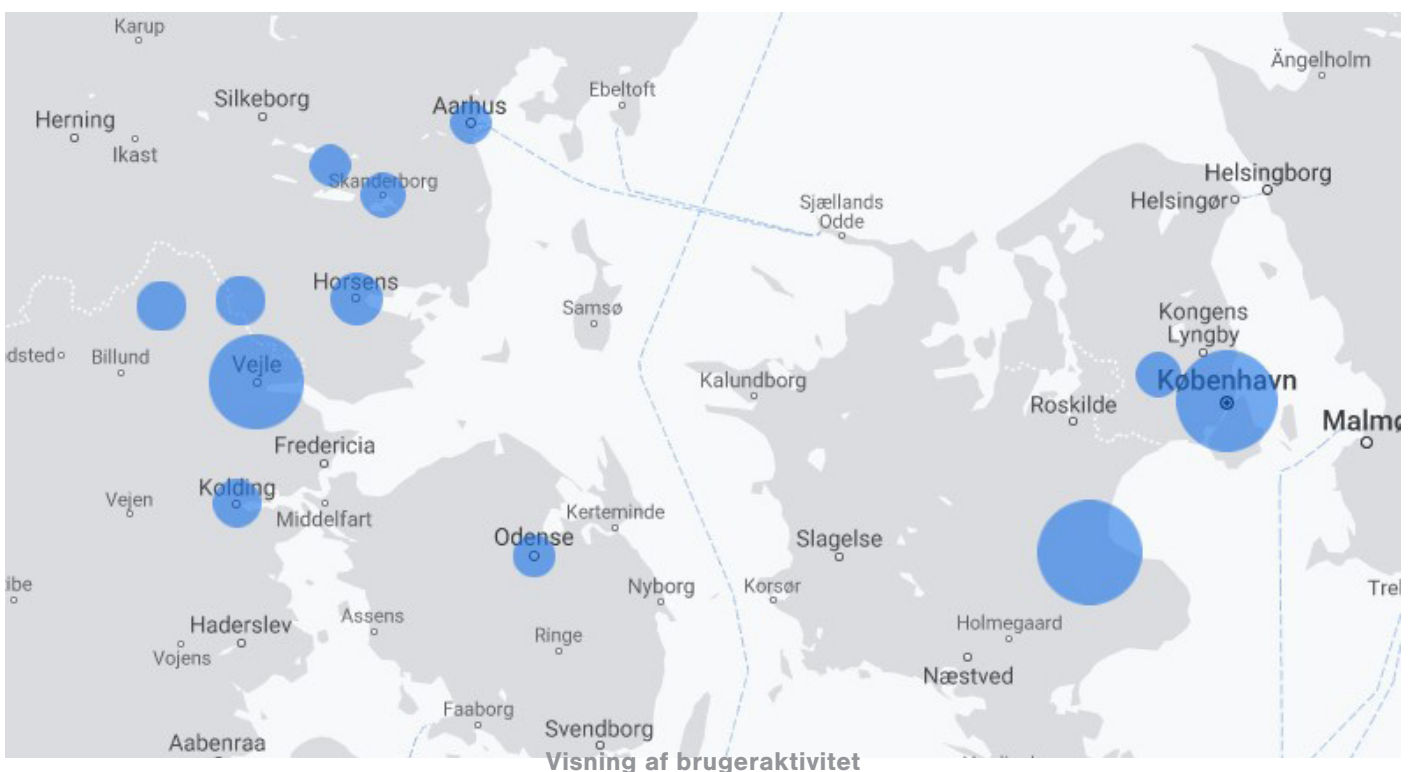 Karup
Ängelholm
Silkeborg
Aarhus
Ebeltoft
Herning
Ikast
Skanderborg
Helsingborg
Helsingør
Sjællands
Odde
Horsens
Samsø
Kongens
Lyngby
dsted
Billund
Vejle
Kalundborg
København
Roskilde
Malmø
Fredericia
Kolding
Vejen
Middelfart
Kerteminde
Odense
Slagelse
ibe
Nyborg
Korsør
Trel
Haderslev
Assens
Ringe
Holmegaard
Vojens
Næstved
Faaborg
Svendborg
Aabenraa
Visning af brugeraktivitet